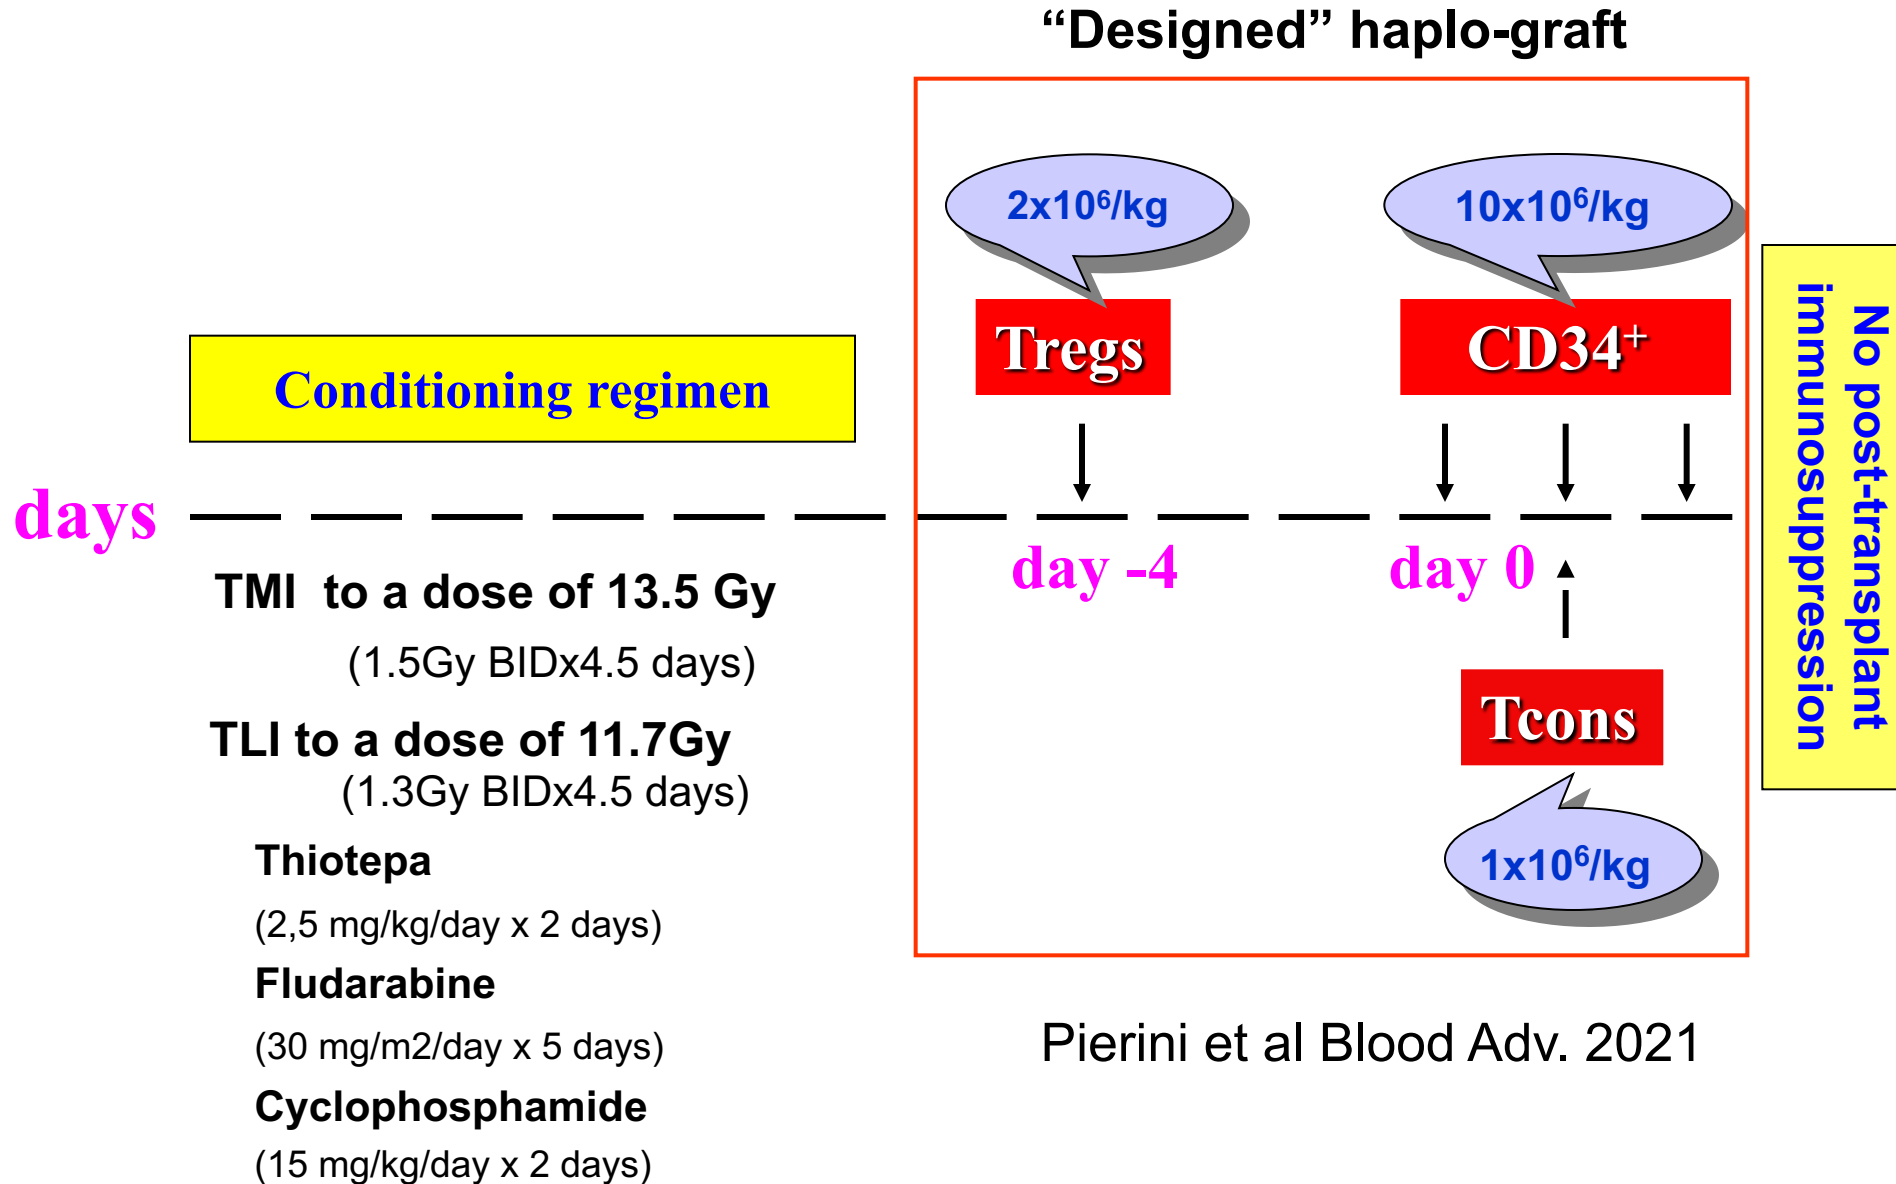 “Designed” haplo-graft
2x10⁶/kg
10x10⁶/kg
Tregs
CD34⁺
Conditioning regimen
No post-transplant
immunosuppression
days
day -4
day 0
TMI to a dose of 13.5 Gy
(1.5Gy BIDx4.5 days)
Tcons
TLI to a dose of 11.7Gy
(1.3Gy BIDx4.5 days)
1x10⁶/kg
Thiotepa
(2,5 mg/kg/day x 2 days)
Fludarabine
(30 mg/m2/day x 5 days)
Pierini et al Blood Adv. 2021
Cyclophosphamide
(15 mg/kg/day x 2 days)